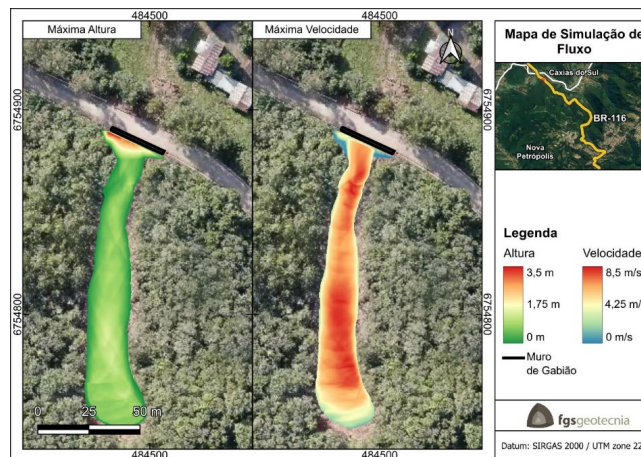 484500
484500
Máxima Altura
Máxima Velocidade
6754900
6754900
6754800
6754800
0 25 50 m
484500
484500
Mapa de Simulação de
Fluxo
Caxias do Sul
BR-116
Nova
Petrópolis
Legenda
Altura
Velocidade
3,5 m
8,5 m/s
1,75 m
4,25 m/s
0 m
0 m/s
Muro
de Gabião
fgsgeotecnia
Datum: SIRGAS 2000 / UTM zone 22